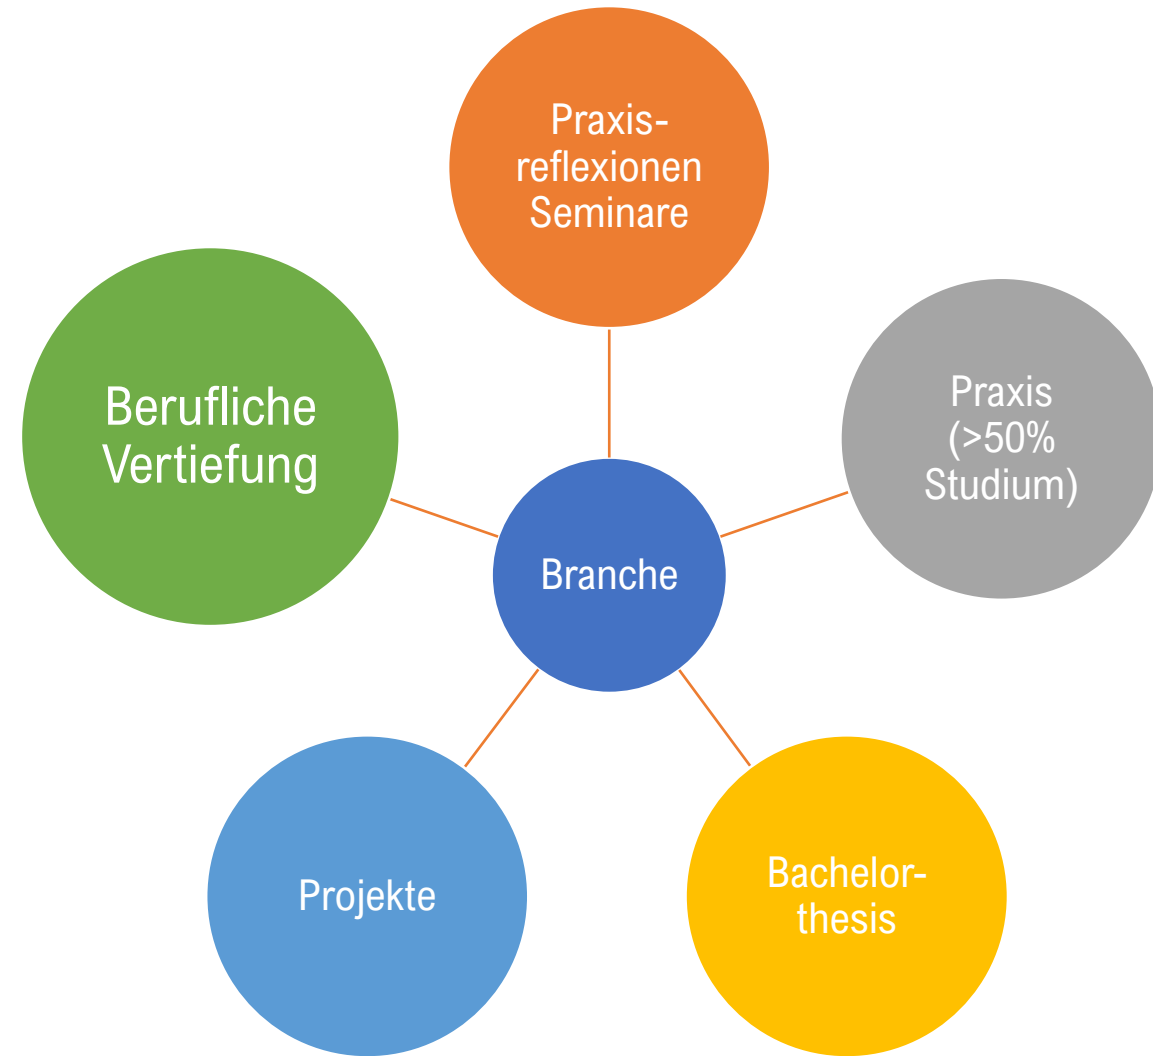 Praxis-
reflexionen
Seminare
Berufliche
Vertiefung
Praxis
(>50%
Studium)
Branche
Projekte
Bachelor-
thesis